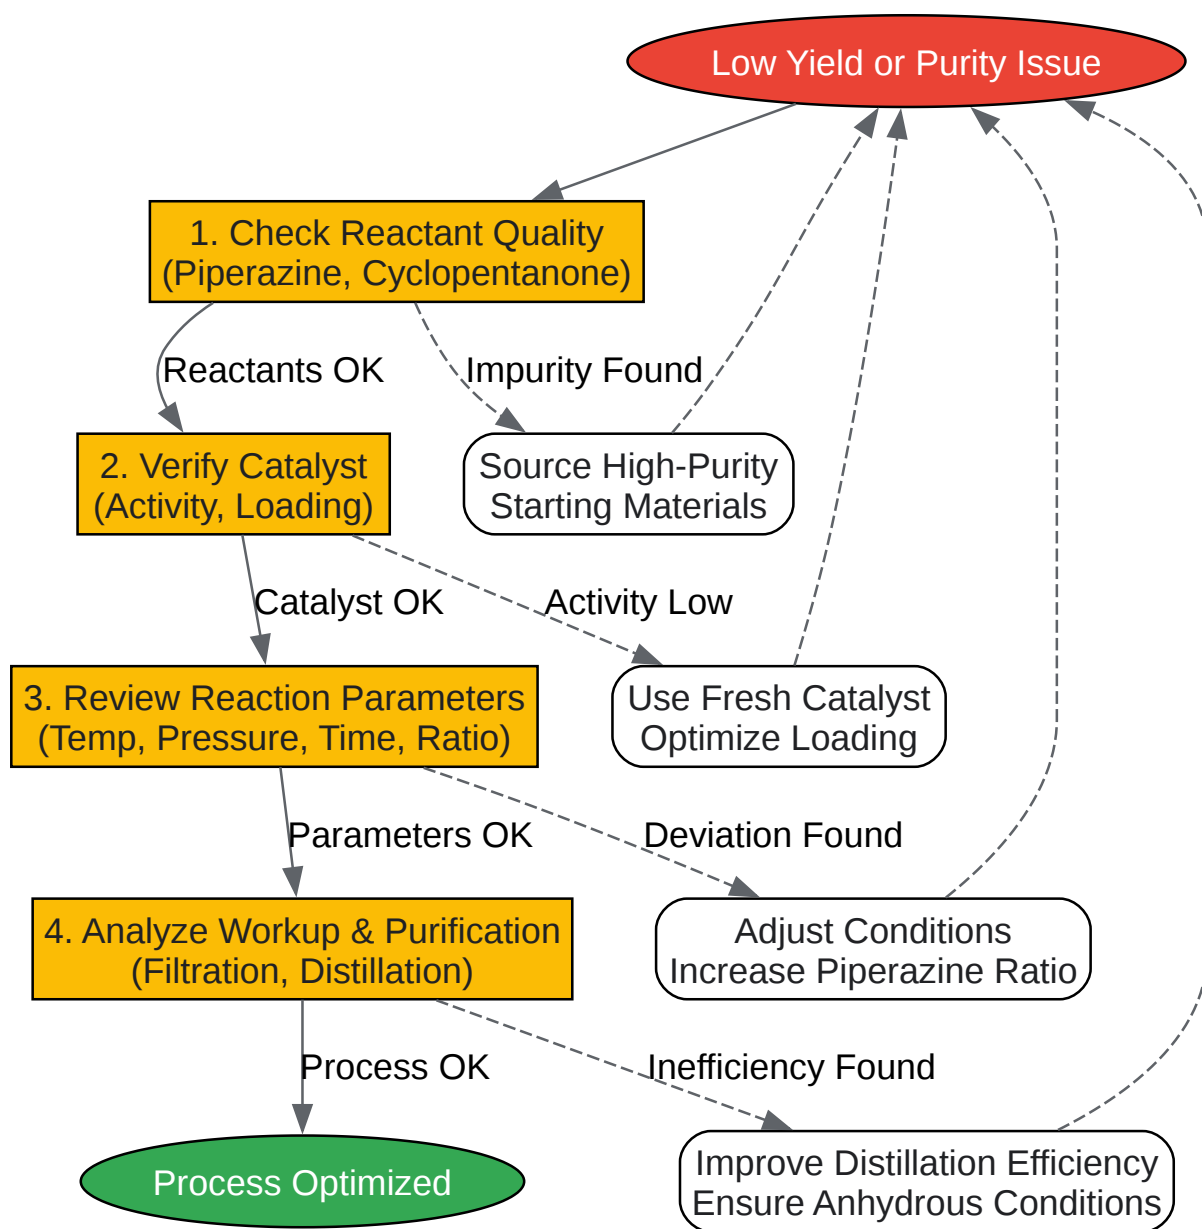 Low Yield or Purity Issue
1. Check Reactant Quality
(Piperazine, Cyclopentanone)
Reactants OK
Impurity Found
2. Verify Catalyst
(Activity, Loading)
Source High-Purity
Starting Materials
Catalyst OK
Activity Low
3. Review Reaction Parameters
(Temp, Pressure, Time, Ratio)
Use Fresh Catalyst
Optimize Loading
Parameters OK
Deviation Found
4. Analyze Workup & Purification
(Filtration, Distillation)
Adjust Conditions
Increase Piperazine Ratio
Process OK
Inefficiency Found
Process Optimized
Improve Distillation Efficiency
Ensure Anhydrous Conditions